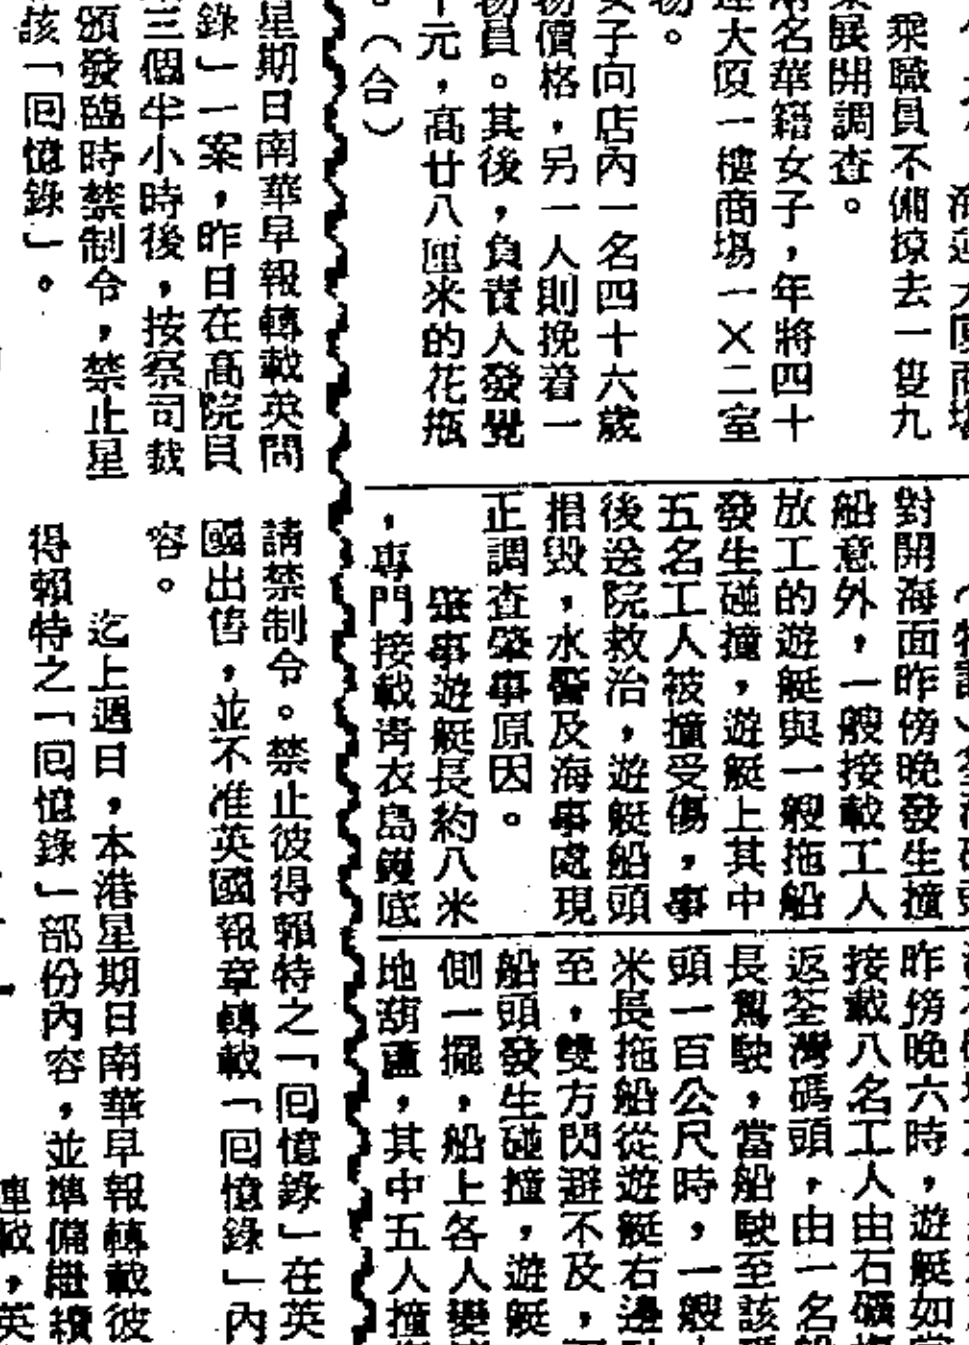 乘職員不備掠去一隻九
展開調查。
名華籍女子，年將四十
大廈一樓商場一X二室
物。
子向店內一名四十六歲
價格，另一人則挽着一
員。其後，負責人發覺
元，高廿八厘米的花瓶
。（合）
對開海面昨傍晚發生撞
船意外，一艘接載工人
放工的遊艇與一艘拖船
發生碰撞，遊艇上其中
五名工人被撞受傷，事
後送院救治，遊艇船頭
損毀，水警及海事處現
正調查肇事原因。
肇事遊艇長約八米
，專門接載青衣島鑊底
昨傍晚六時，遊艇如
接載八名工人由石礦
返荃灣碼頭，由一名
長駕駛，當船駛至該
頭一百公尺時，一艘
米長拖船從遊艇右邊
至，雙方閃避不及，
船頭發生碰撞，遊艇
側一擺，船上各人變
地葫蘆，其中五人撞
星期日南華早報轉載英間
錄」一案，昨日在高院員
三個半小時後，按察司裁
頒發臨時禁制令，禁止星
該「回憶錄」。
請禁制令。禁止彼得賴特之「回憶錄」在英
國出售，並不准英國報章轉載「回憶錄」內
容。
迄上週日，本港星期日南華早報轉載彼
得賴特之「回憶錄」部份內容，並準備繼續
連載，英